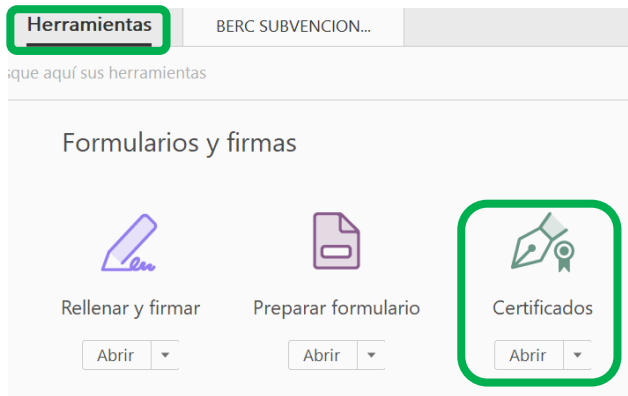 Herramientas
BERC SUBVENCION...
sque aquí sus herramientas
Formularios y firmas
Rellenar y firmar
Preparar formulario
Certificados
Abrir
Abrir
Abrir